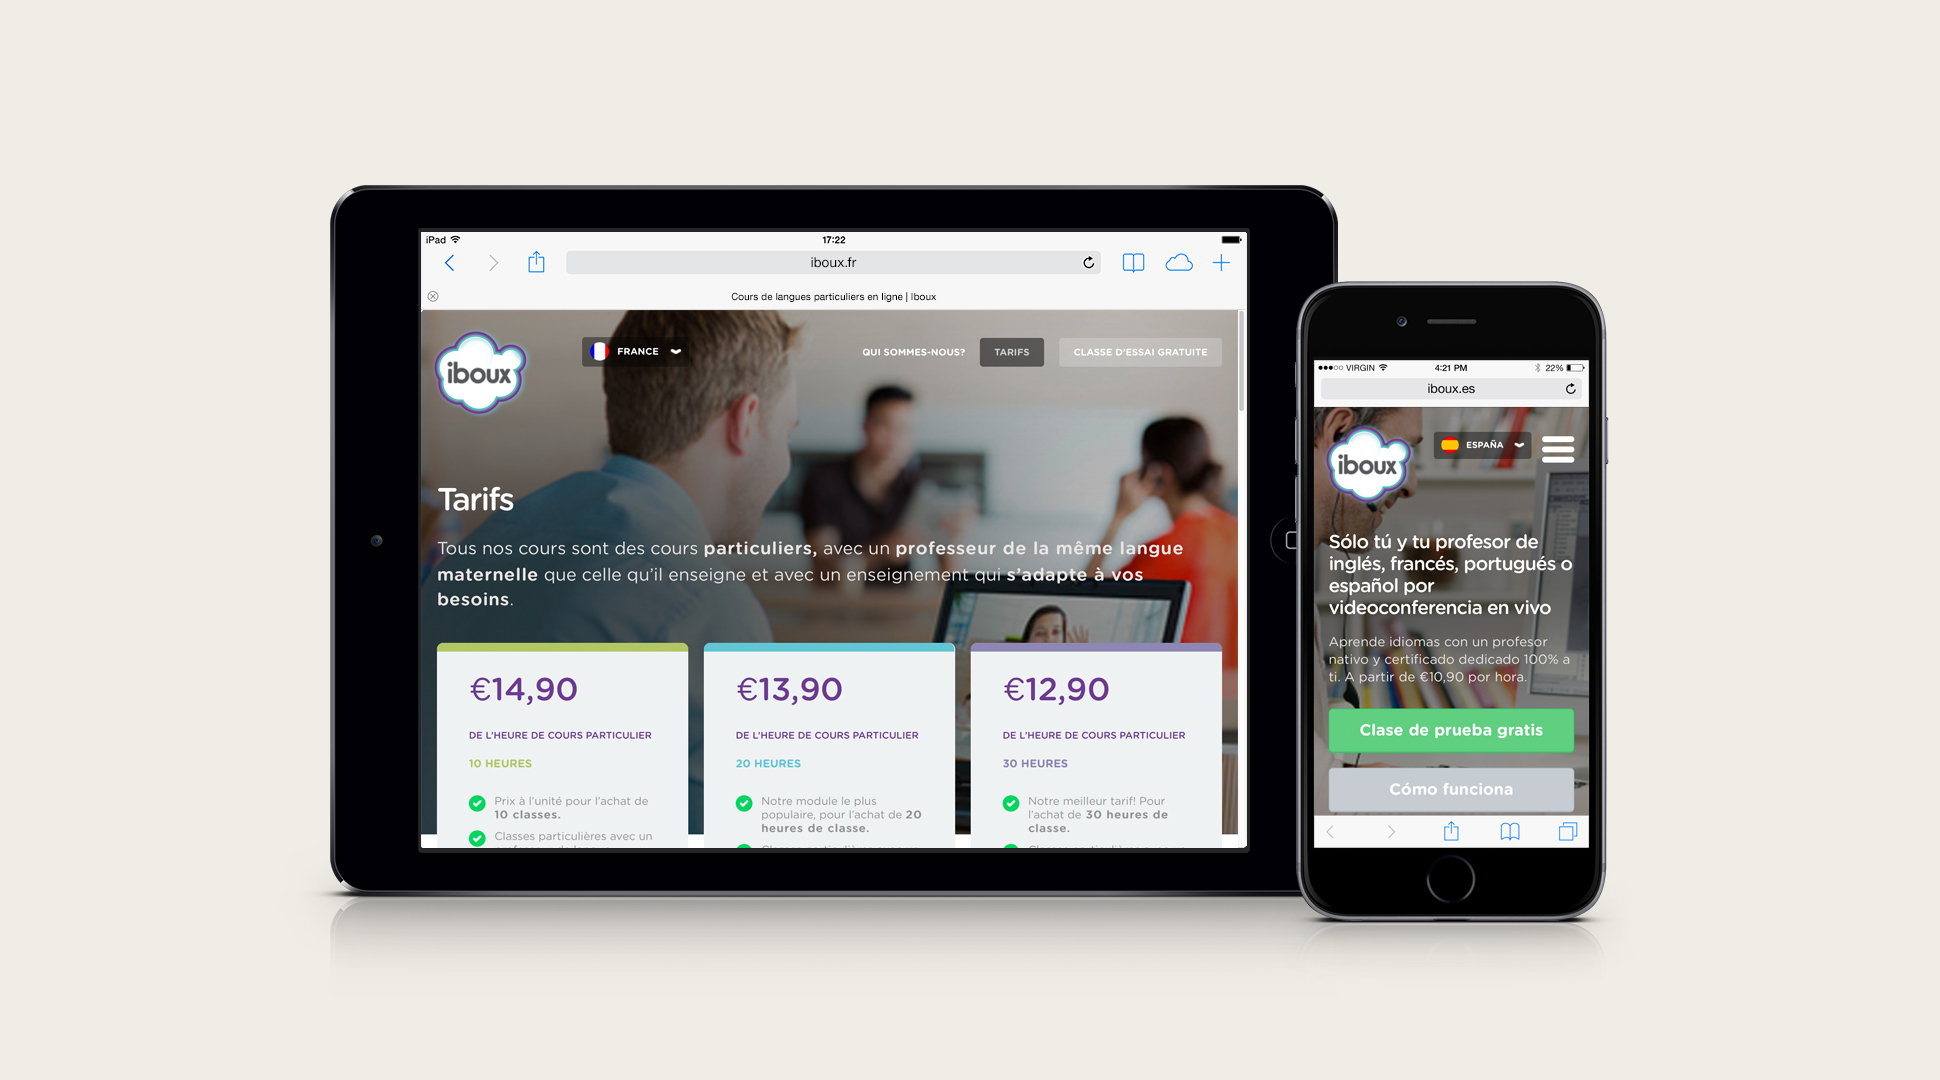 iPad
17:22
iboux.fr
Cours de langues particuliers en ligne | Iboux
iboux
FRANCE
QUI SOMMES-NOUS?
TARIFS
CLASSE D'ESSAI GRATUITE
Tarifs
Tous nos cours sont des cours particuliers, avec un professeur de la même langue
maternelle que celle qu'il enseigne et avec un enseignement qui s'adapte à vos
besoins.
€14,90
DE L'HEURE DE COURS PARTICULIER
10 HEURES
Prix à l'unité pour l'achat de
10 classes.
Classes particulières avec un
€13,90
DE L'HEURE DE COURS PARTICULIER
20 HEURES
Notre module le plus
populaire, pour l'achat de 20
heures de classe.
€12,90
DE L'HEURE DE COURS PARTICULIER
30 HEURES
Notre meilleur tarif! Pour
l'achat de 30 heures de
classe.
VIRGIN
4:21 PM
22%
iboux.es
iboux
ESPAÑA
Sólo tú y tu profesor de
inglés, francés, portugués o
español por
videoconferencia en vivo
Aprende idiomas con un profesor
nativo y certificado dedicado 100% a
ti. A partir de €10,90 por hora.
Clase de prueba gratis
Cómo funciona